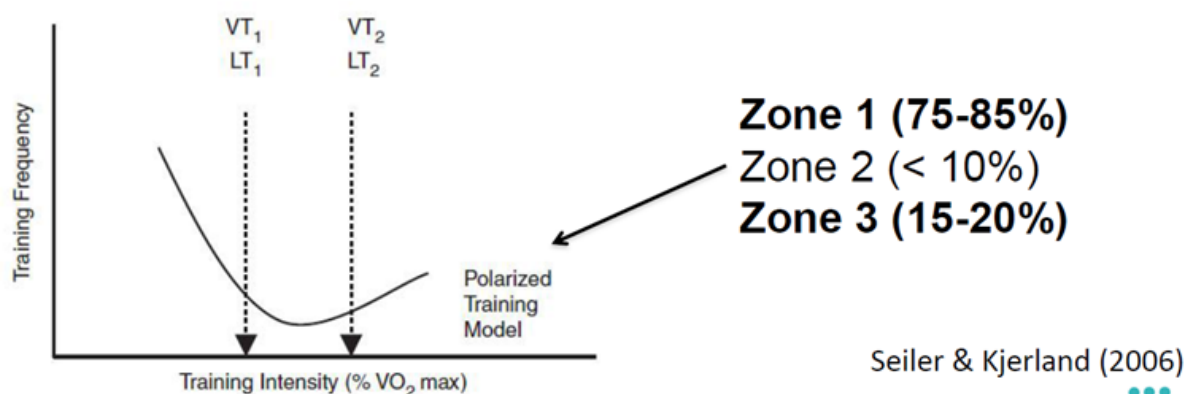 VT₁
LT₁
VT₂
LT₂
Training Frequency
Zone 1 (75-85%)
Zone 2 (< 10%)
Zone 3 (15-20%)
Polarized
Training
Model
Training Intensity (% VO₂ max)
Seiler & Kjerland (2006)